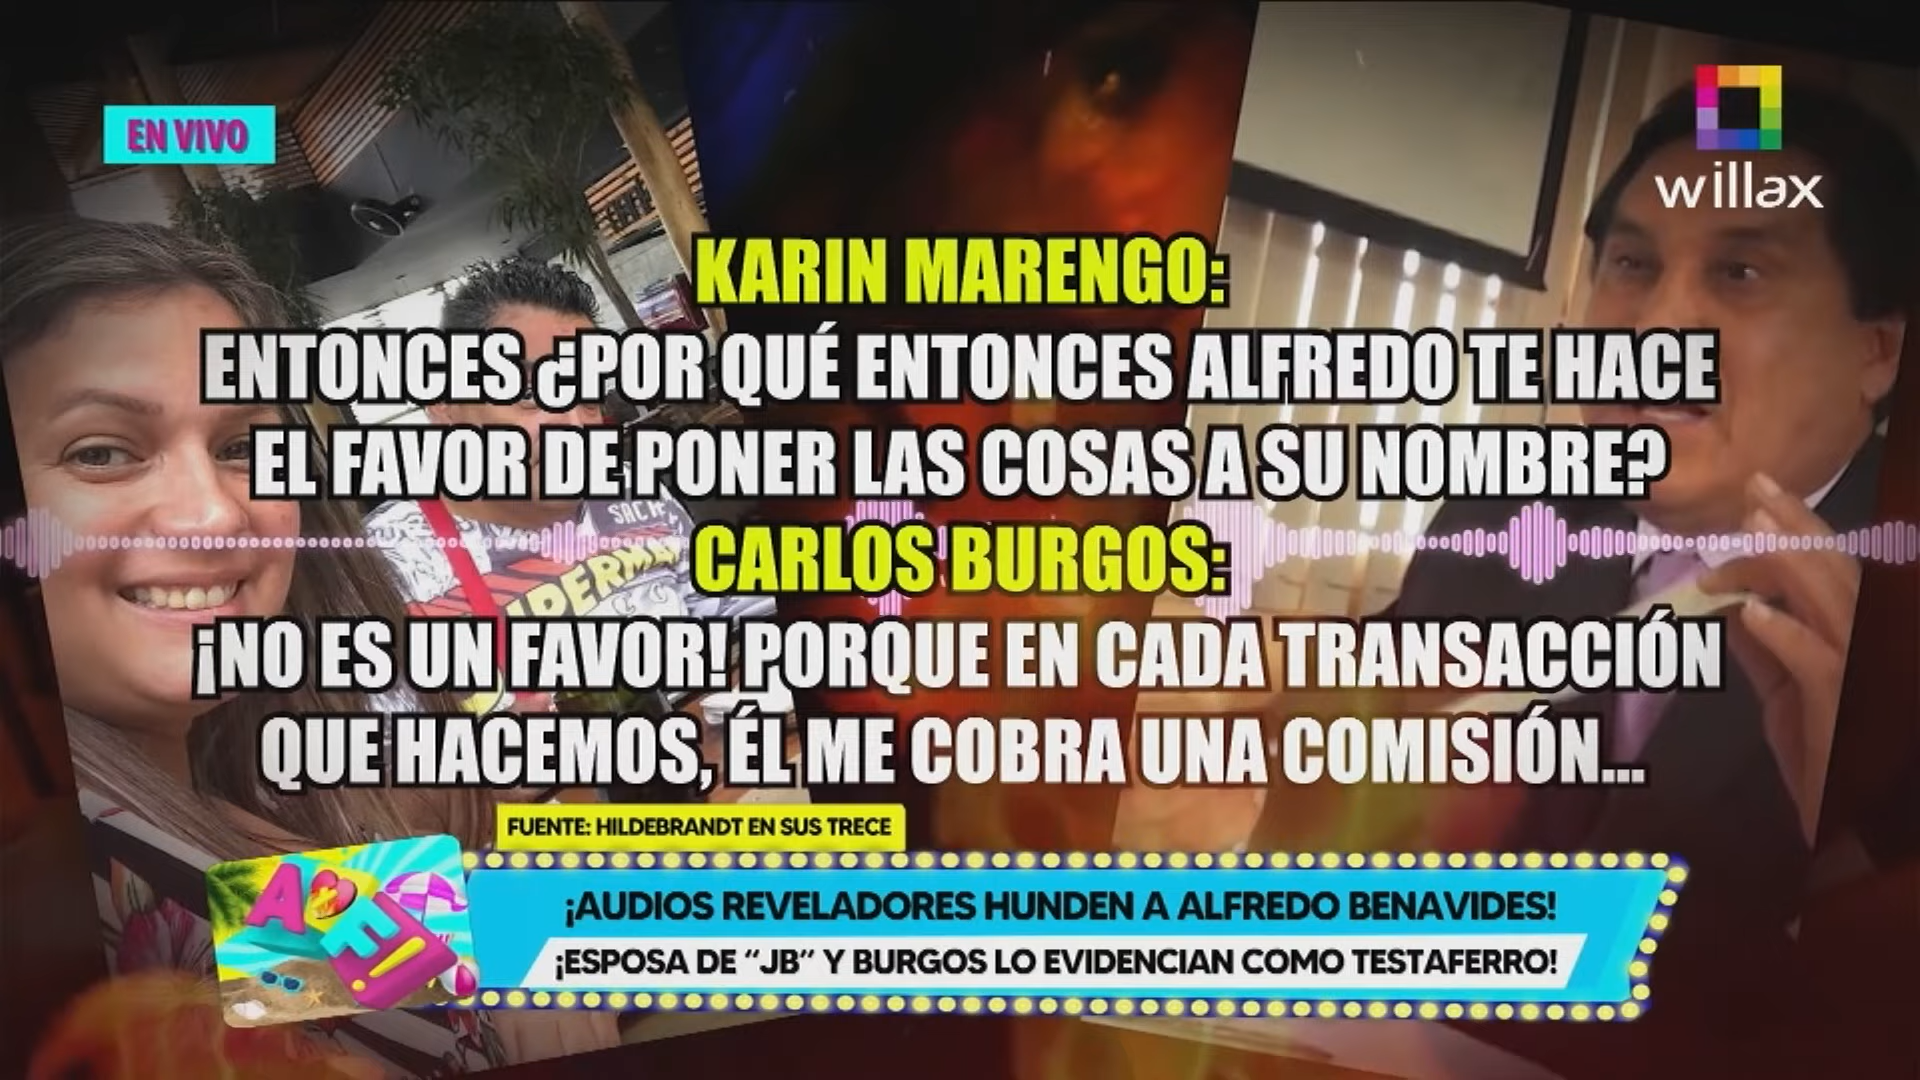 EN VIVO
willax
KARIN MARENGO:
ENTONCES ¿POR QUÉ ENTONCES ALFREDO TE HACE
EL FAVOR DE PONER LAS COSAS A SU NOMBRE?
CARLOS BURGOS:
¡NO ES UN FAVOR! PORQUE EN CADA TRANSACCIÓN
QUE HACEMOS, ÉL ME COBRA UNA COMISIÓN...
FUENTE: HILDEBRANDT EN SUS TRECE
¡AUDIOS REVELADORES HUNDEN A ALFREDO BENAVIDES!
¡ESPOSA DE "JB" Y BURGOS LO EVIDENCIAN COMO TESTAFERRO!